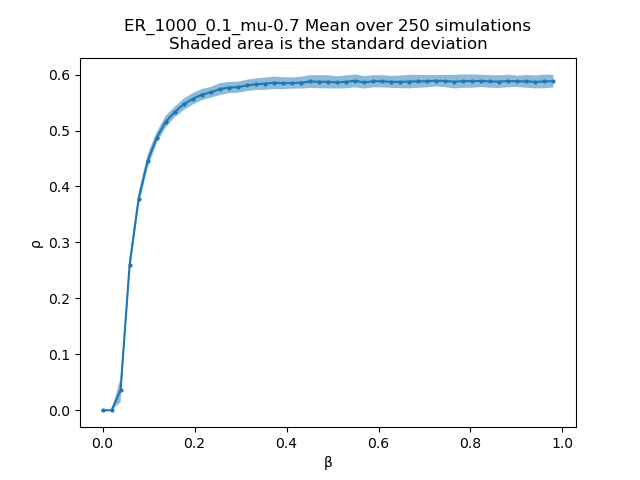 ER_1000_0.1_mu-0.7 Mean over 250 simulations
Shaded area is the standard deviation
0.6
0.5
0.4
0.3
0.2
0.1
0.0
ρ
0.0 0.2 0.4 0.6 0.8 1.0
β